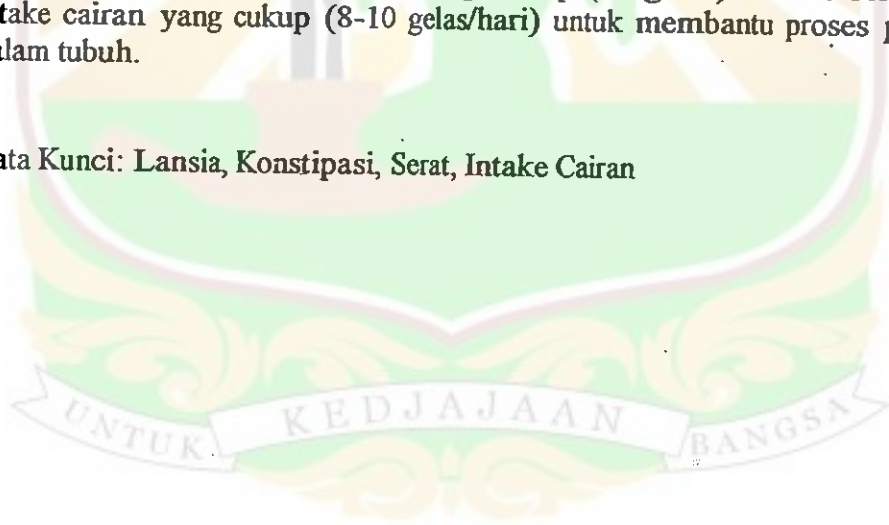 take cairan yang cukup (8-10 gelas/hari) untuk membantu proses
alam tubuh.
ata Kunci: Lansia, Konstipasi, Serat, Intake Cairan
UNTUK KEDJAJAAN BANGSA